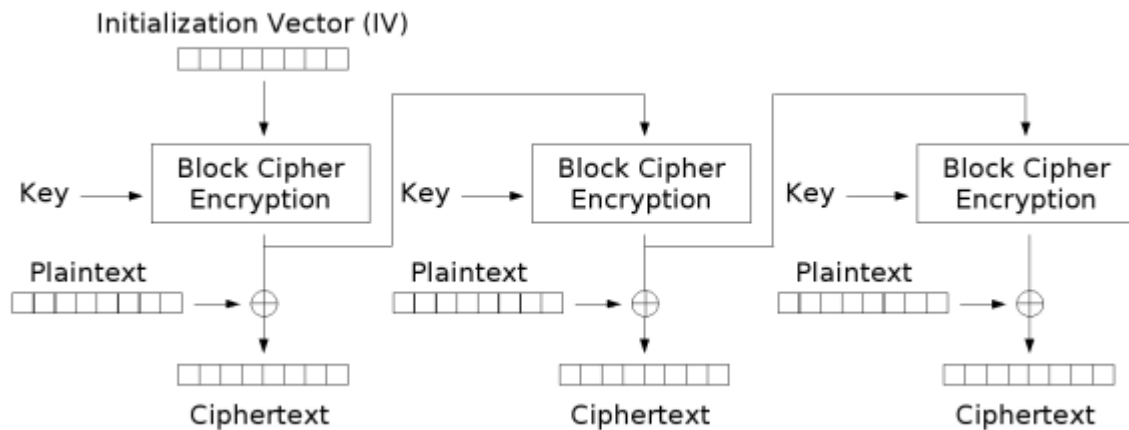 Initialization Vector (IV)
Block Cipher
Encryption
Key
Block Cipher
Encryption
Key
Block Cipher
Encryption
Key
Plaintext
Plaintext
Plaintext
Ciphertext
Ciphertext
Ciphertext